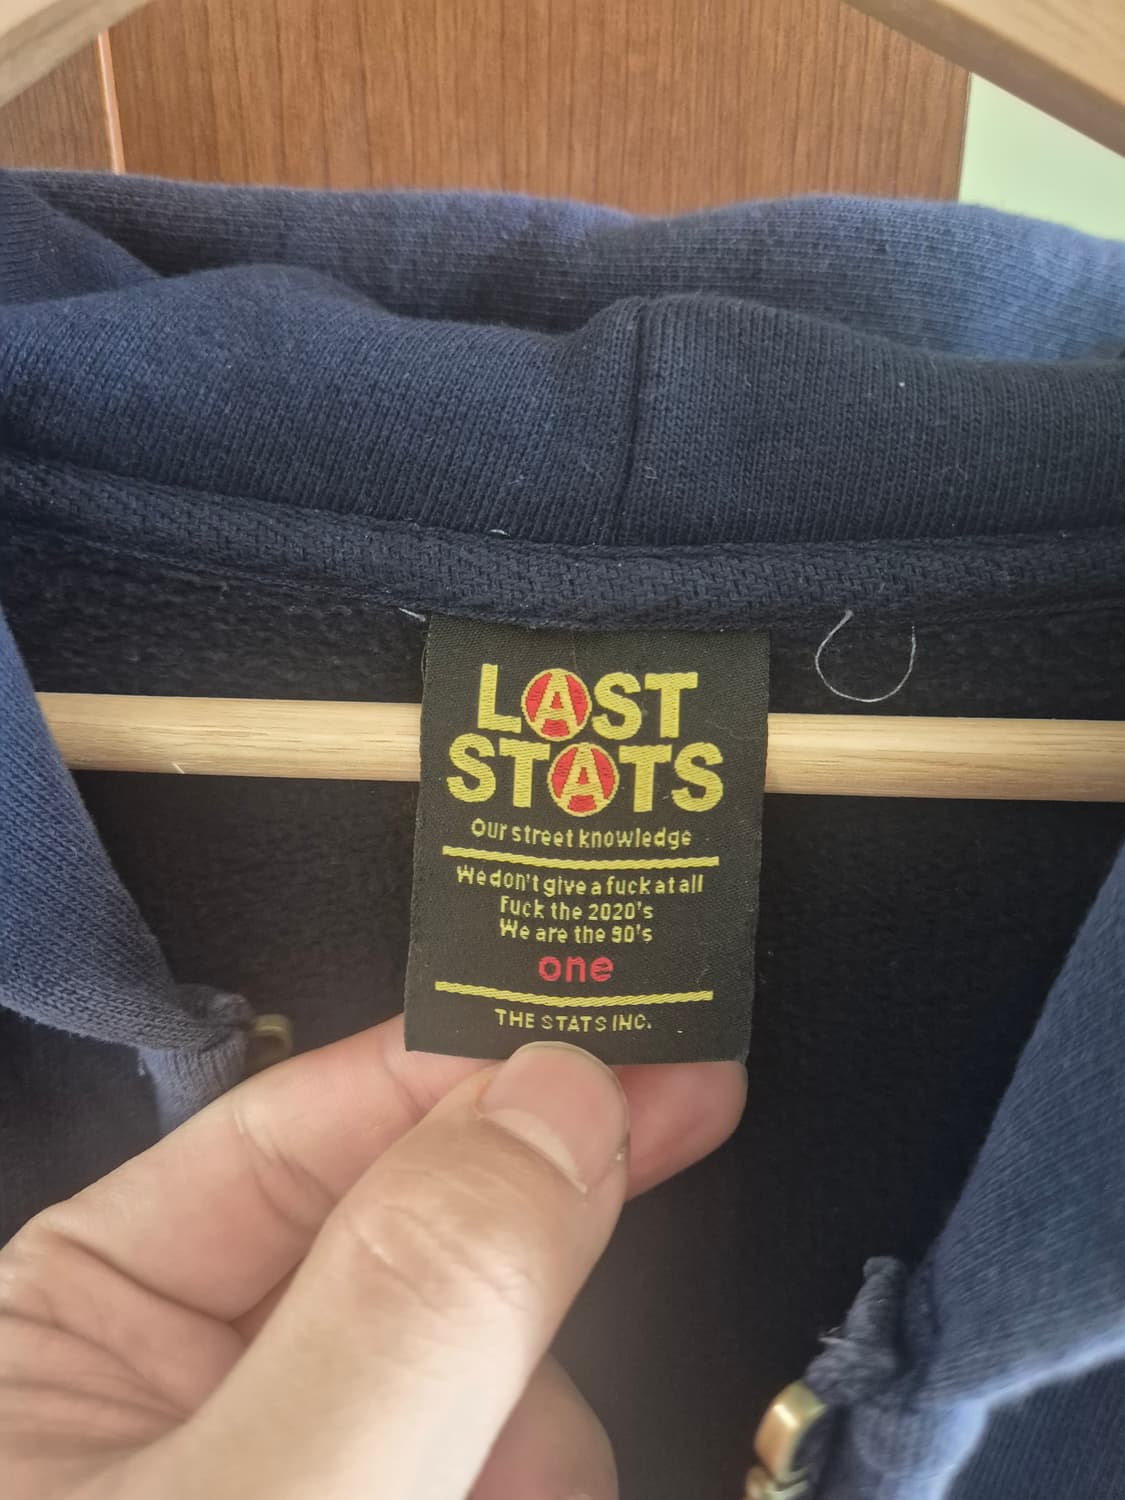 LAST
STATS
Our street knowledge
We don't give a fuck at all
Fuck the 2020's
We are the 90's
one
THE STATS INC.